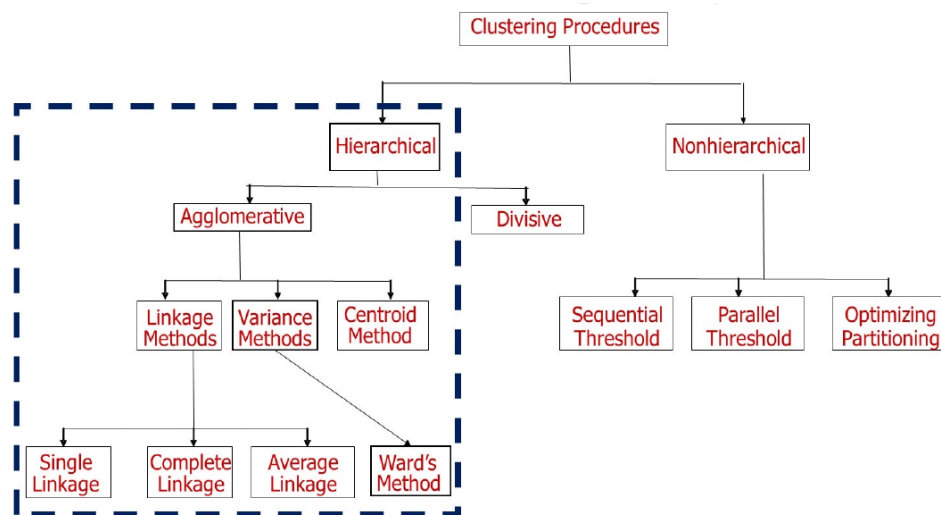 Clustering Procedures
Hierarchical
Nonhierarchical
Agglomerative
Divisive
Linkage
Methods
Variance
Methods
Centroid
Method
Sequential
Threshold
Parallel
Threshold
Optimizing
Partitioning
Single
Linkage
Complete
Linkage
Average
Linkage
Ward's
Method